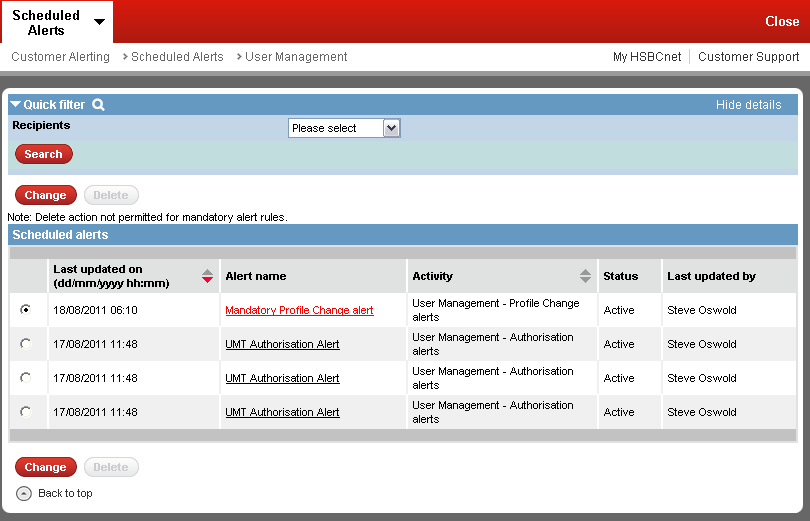 Scheduled
Alerts
Close
Customer Alerting > Scheduled Alerts > User Management
My HSBCnet | Customer Support
Quick filter
Hide details
Recipients
Please select
Search
Change
Delete
Note: Delete action not permitted for mandatory alert rules.
Scheduled alerts
Last updated on
(dd/mm/yyyy hh:mm)
Alert name
Activity
Status
Last updated by
18/08/2011 06:10
Mandatory Profile Change alert
User Management - Profile Change
alerts
Active
Steve Oswold
17/08/2011 11:48
UMT Authorisation Alert
User Management - Authorisation
alerts
Active
Steve Oswold
17/08/2011 11:48
UMT Authorisation Alert
User Management - Authorisation
alerts
Active
Steve Oswold
17/08/2011 11:48
UMT Authorisation Alert
User Management - Authorisation
alerts
Active
Steve Oswold
Change
Delete
Back to top